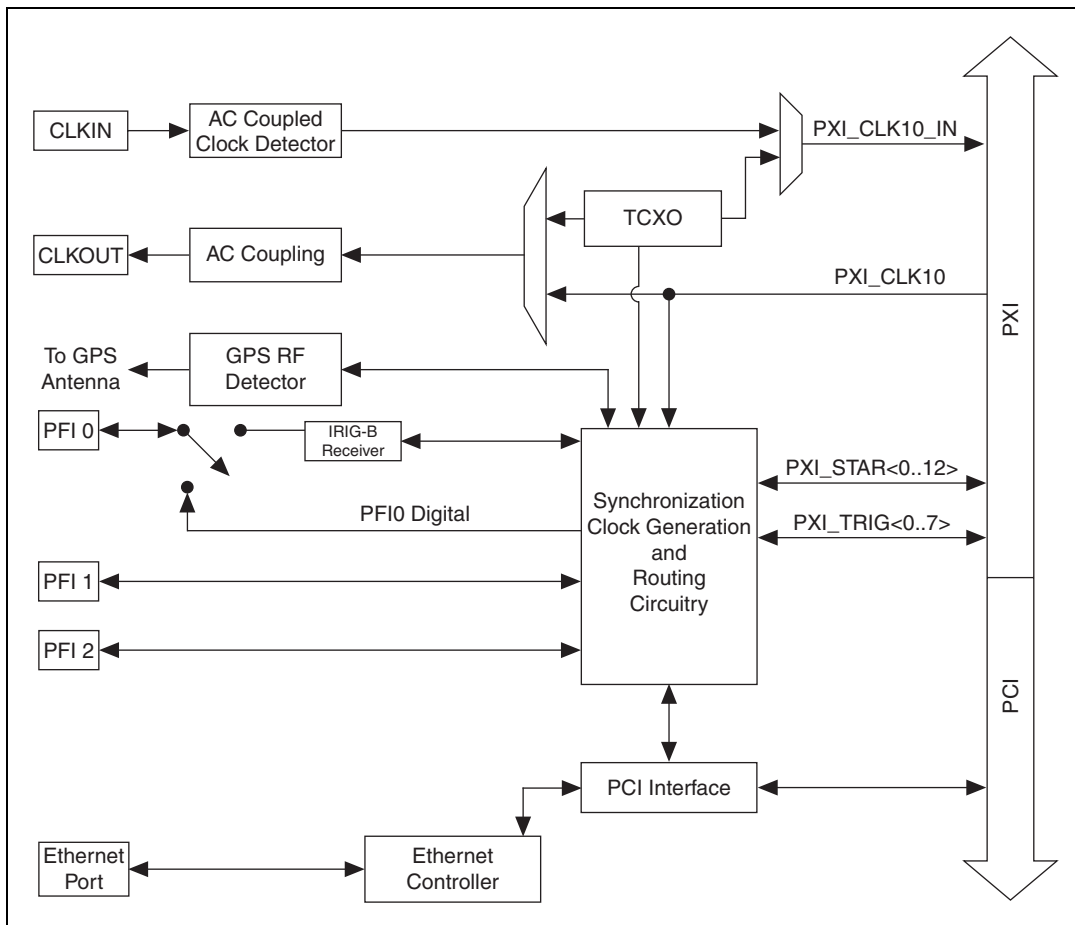 CLKIN
AC Coupled
Clock Detector
PXI_CLK10_IN
TCXO
CLKOUT
AC Coupling
PXI_CLK10
PXI
To GPS
Antenna
GPS RF
Detector
PFI 0
IRIG-B
Receiver
PFI0 Digital
Synchronization
Clock Generation
and
Routing
Circuitry
PXI_STAR<0..12>
PXI_TRIG<0..7>
PFI 1
PFI 2
PCI
PCI Interface
Ethernet
Port
Ethernet
Controller